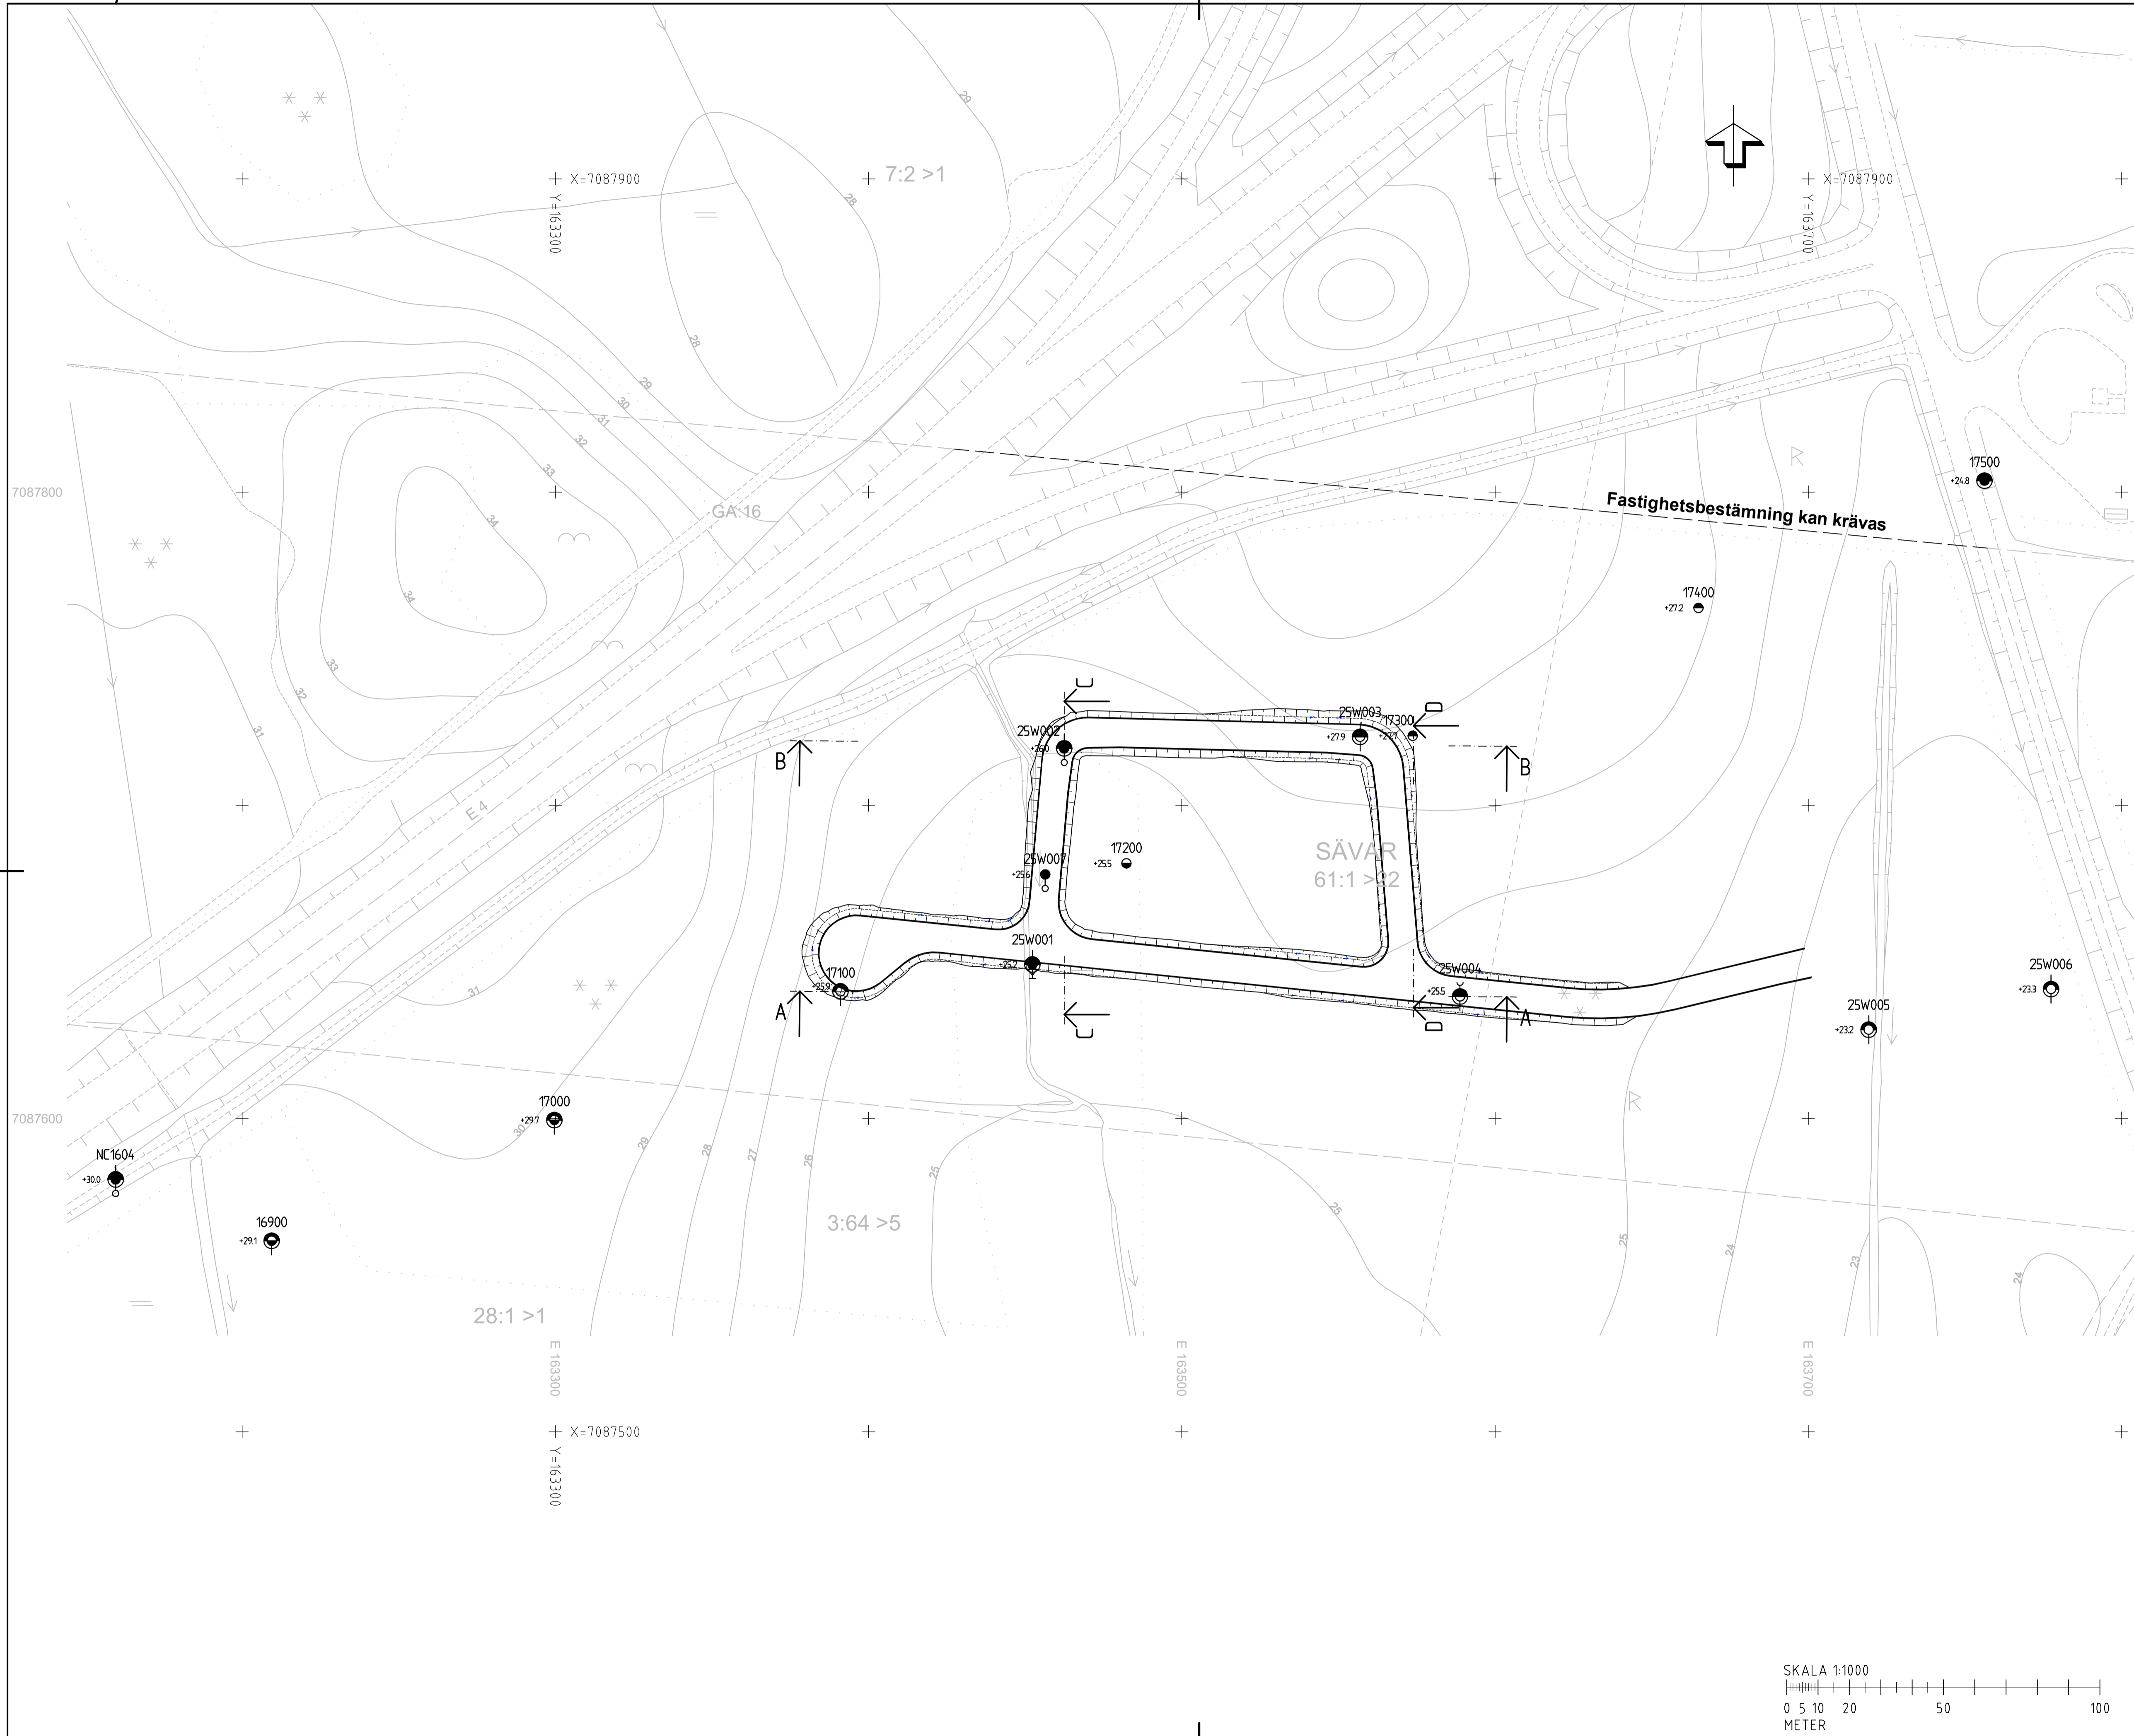 29
7:2 >1
X=7087900
X=7087900
Y=163300
Y=163700
28
28
29
30
31
32
33
34
34
33
32
31
GA:16
7087800
17500
+24.8
Fastighetsbestämning kan krävas
17400
+27.2
C
D
25W003
17300
+27.9
25W002
+26.0
B
B
E 4
SÄVAR
61:1 >22
17200
+25.5
25W007
+25.6
25W001
+25.2
17100
+25.9
25W004
+25.5
25W006
+23.3
25W005
+23.2
31
A
A
C
D
7087600
17000
+29.7
30
29
28
27
26
25
25
25
24
23
24
NC1604
+30.0
16900
+29.1
3:64 >5
28:1 >1
E 163300
E 163500
E 163700
X=7087500
Y=163300
SKALA 1:1000
0 5 10 20 50 100
METER